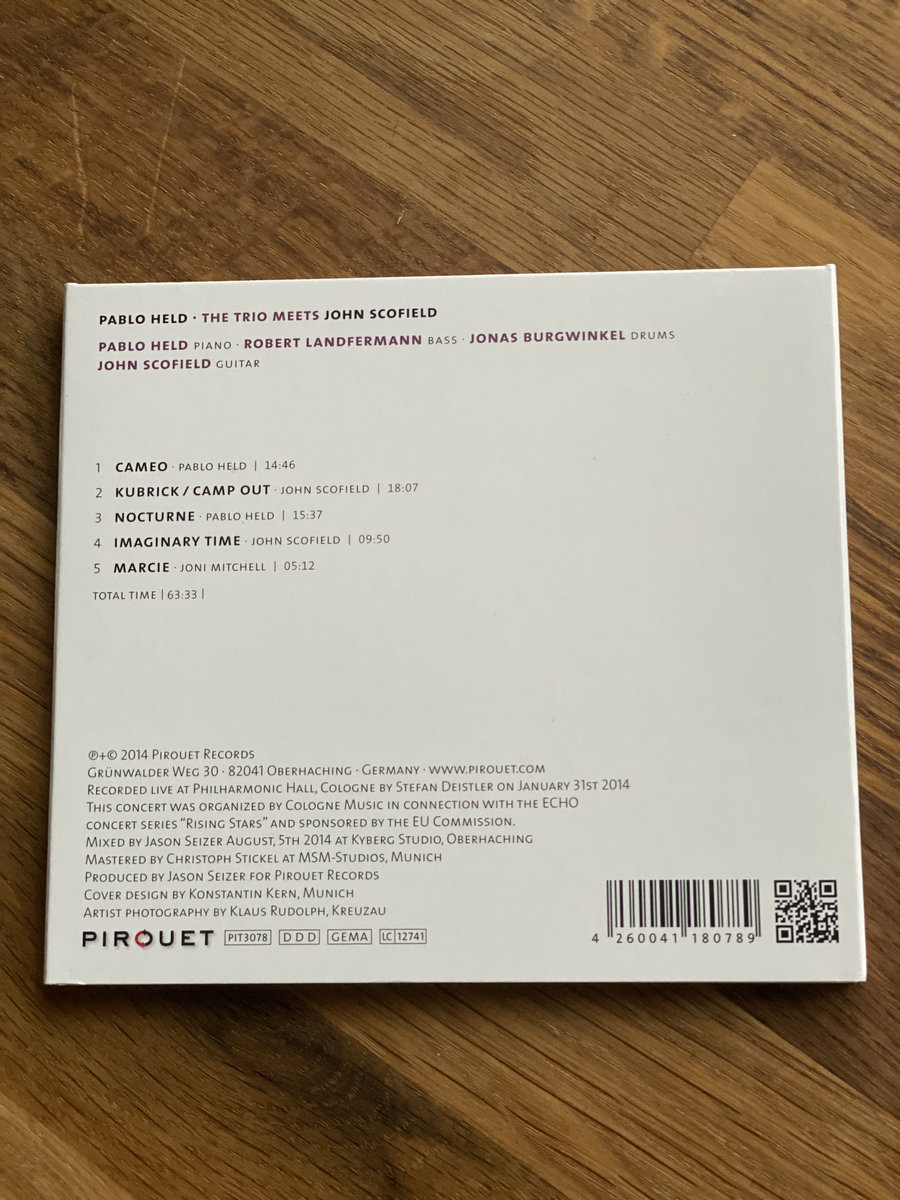 PABLO HELD · THE TRIO MEETS JOHN SCOFIELD
PABLO HELD PIANO · ROBERT LANDFERMANN BASS · JONAS BURGWINKEL DRUMS
JOHN SCOFIELD GUITAR
1 CAMEO · PABLO HELD | 14:46
2 KUBRICK / CAMP OUT · JOHN SCOFIELD | 18:07
3 NOCTURNE · PABLO HELD | 15:37
4 IMAGINARY TIME · JOHN SCOFIELD | 09:50
5 MARCIE · JONI MITCHELL | 05:12
TOTAL TIME | 63:33 |
℗+© 2014 PIROUET RECORDS
GRÜNWALDER WEG 30 · 82041 OBERHACHING · GERMANY · WWW.PIROUET.COM
RECORDED LIVE AT PHILHARMONIC HALL, COLOGNE BY STEFAN DEISTLER ON JANUARY 31ST 2014
THIS CONCERT WAS ORGANIZED BY COLOGNE MUSIC IN CONNECTION WITH THE ECHO
CONCERT SERIES “RISING STARS” AND SPONSORED BY THE EU COMMISSION.
MIXED BY JASON SEIZER AUGUST, 5TH 2014 AT KYBERG STUDIO, OBERHACHING
MASTERED BY CHRISTOPH STICKEL AT MSM-STUDIOS, MUNICH
PRODUCED BY JASON SEIZER FOR PIROUET RECORDS
COVER DESIGN BY KONSTANTIN KERN, MUNICH
ARTIST PHOTOGRAPHY BY KLAUS RUDOLPH, KREUZAU
PIROUET PIT3078 DDD GEMA LC 12741
4 260041 180789